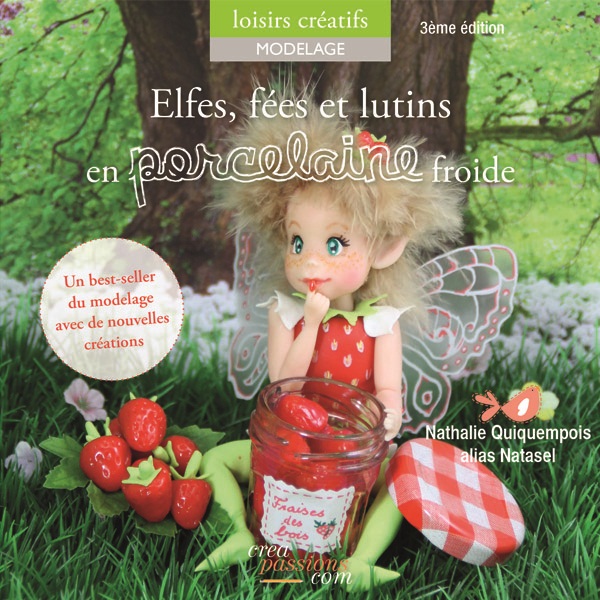 loisirs créatifs
MODELAGE
3ème édition
Elfes, fées et lutins
en porcelaine froide
Un best-seller
du modelage
avec de nouvelles
créations
Nathalie Quiquempois
alias Natasel
Fraises
des
bois
crea
passions
com